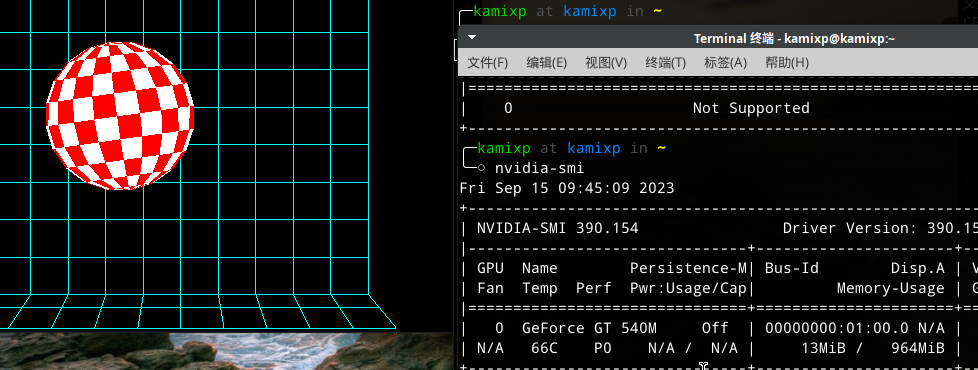 ╭─kamixp at kamixp in ~
Terminal 终端 - kamixp@kamixp:~
文件(F) 编辑(E) 视图(V) 终端(T) 标签(A) 帮助(H)
|=============================================================
| 0 Not Supported
+-------------------------------------------------------------
╭─kamixp at kamixp in ~
╰─○ nvidia-smi
Fri Sep 15 09:45:09 2023
+-------------------------------------------------------------
| NVIDIA-SMI 390.154 Driver Version: 390.15
|-------------------------------+----------------------+
| GPU Name Persistence-M| Bus-Id Disp.A |
| Fan Temp Perf Pwr:Usage/Cap| Memory-Usage |
|===============================+======================+
| 0 GeForce GT 540M Off | 00000000:01:00.0 N/A |
| N/A 66C P0 N/A / N/A | 13MiB / 964MiB |
+-------------------------------+----------------------+